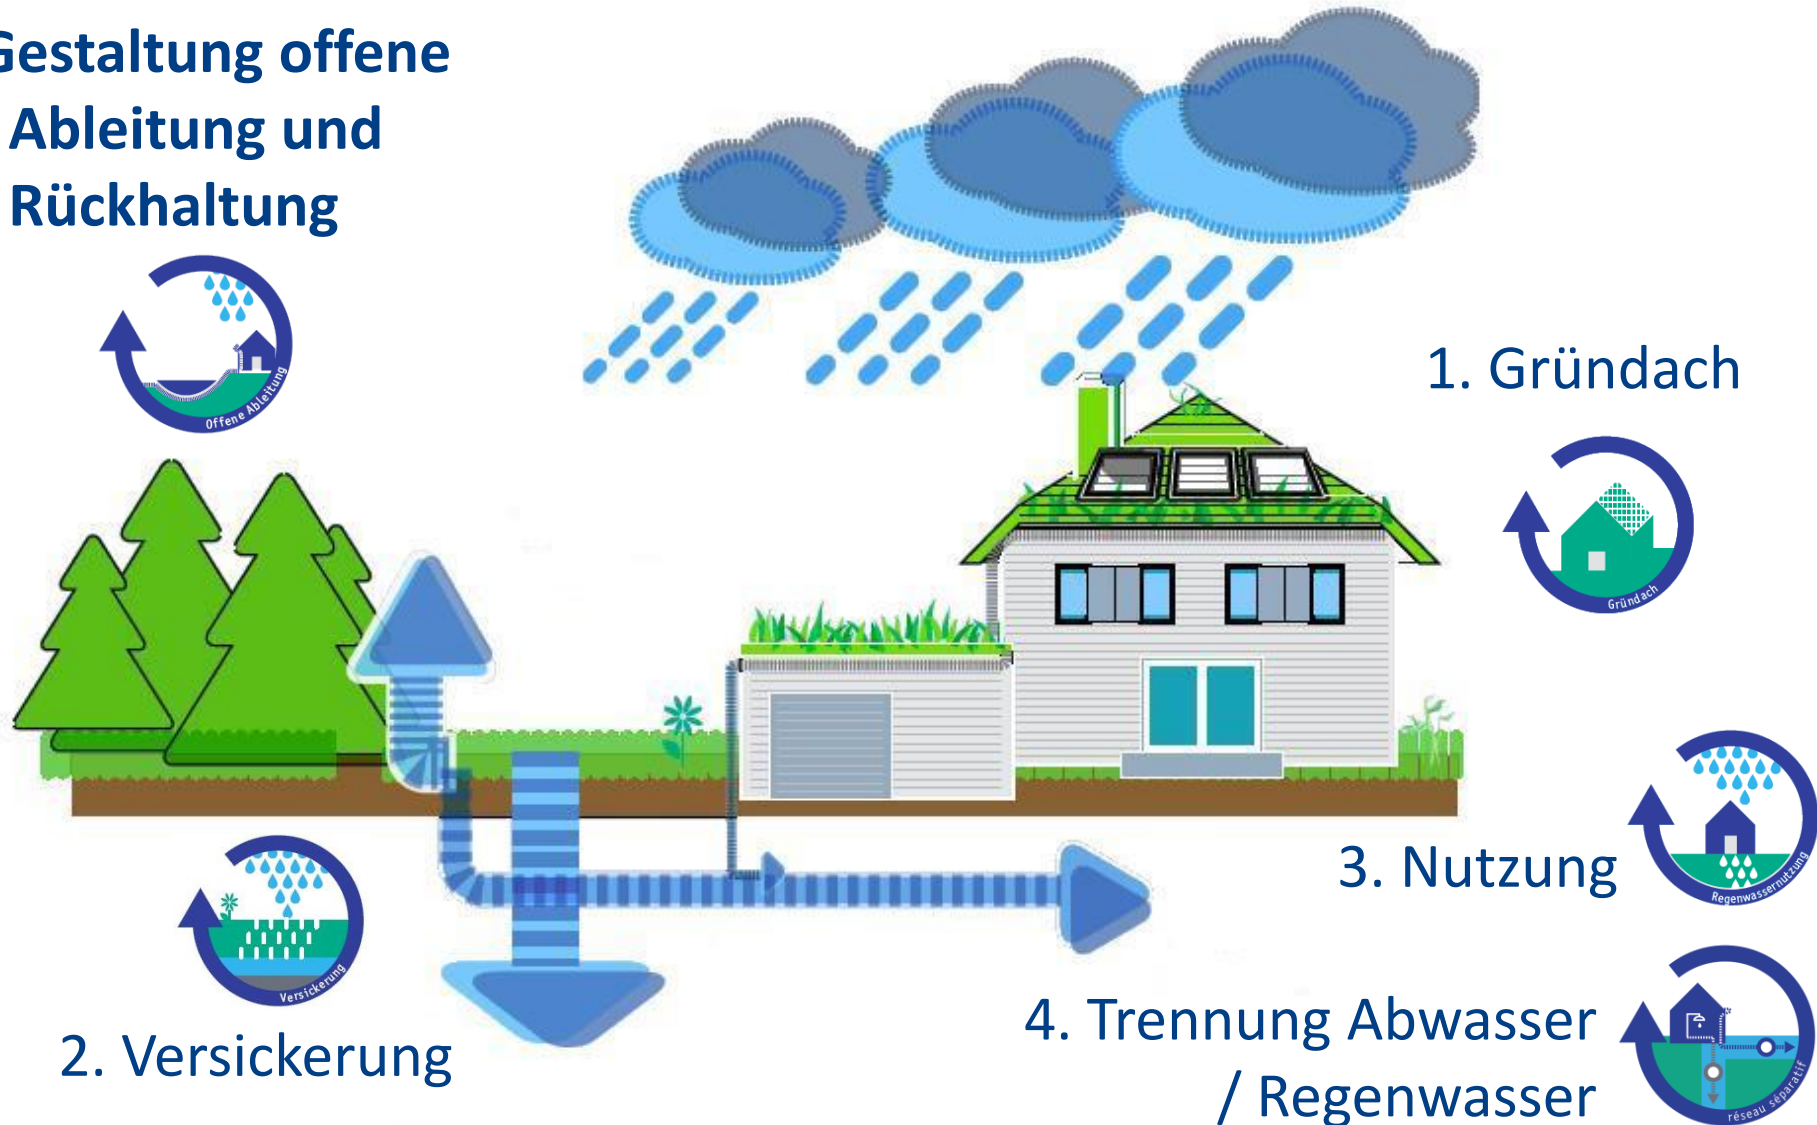 Gestaltung offene
Ableitung und
Rückhaltung
Offene Ableitung
1. Gründach
Gründach
3. Nutzung
Regenwassernutzung
Versickerung
2. Versickerung
4. Trennung Abwasser
/ Regenwasser
réseau séparatif